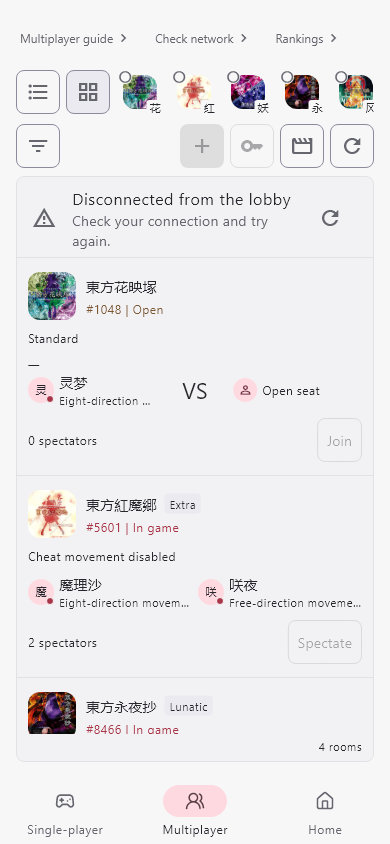 Multiplayer guide
Check network
Rankings
花
红
妖
永
风
Disconnected from the lobby
Check your connection and try
again.
東方花映塚
#1048 | Open
Standard
—
灵
灵梦
Eight-direction ...
VS
Open seat
0 spectators
Join
東方紅魔郷
Extra
#5601 | In game
Cheat movement disabled
魔
魔理沙
Eight-direction movem...
咲
咲夜
Free-direction moveme...
2 spectators
Spectate
東方永夜抄
Lunatic
#8466 | In game
4 rooms
Single-player
Multiplayer
Home